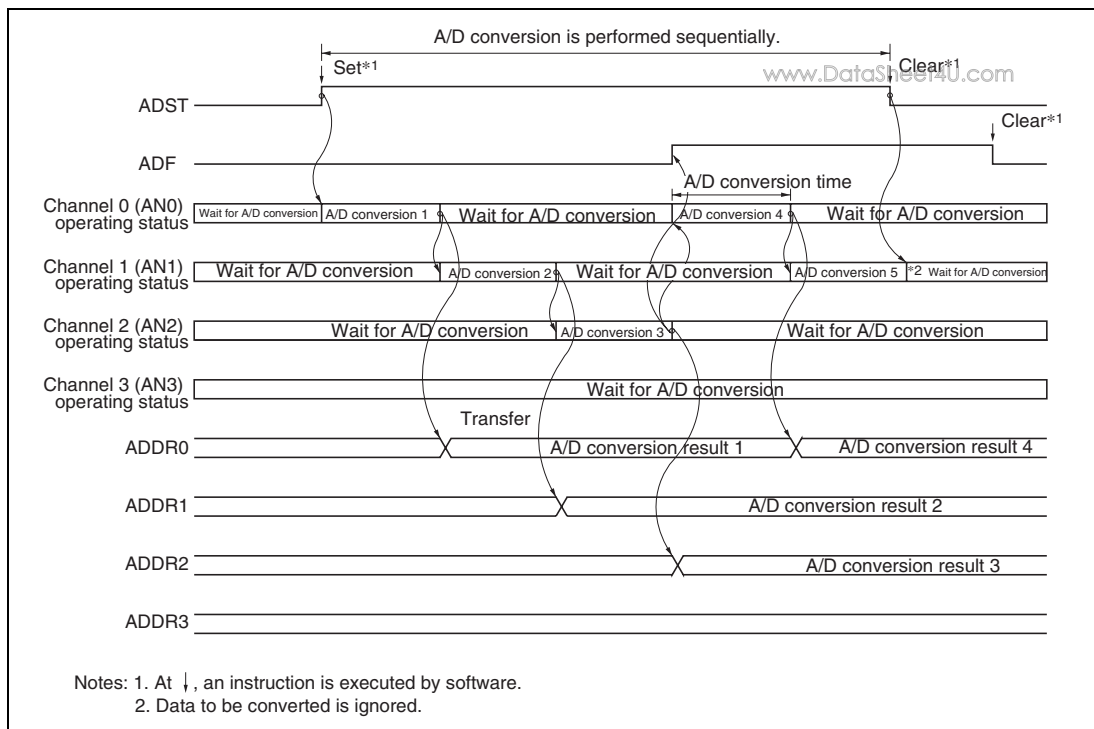 A/D conversion is performed sequentially.
Set*1
Clear*1
www.DataSheet4U.com
ADST
Clear*1
ADF
A/D conversion time
Channel 0 (AN0)
operating status
Wait for A/D conversion
A/D conversion 1
Wait for A/D conversion
A/D conversion 4
Wait for A/D conversion
Channel 1 (AN1)
operating status
Wait for A/D conversion
A/D conversion 2
Wait for A/D conversion
A/D conversion 5
*2 Wait for A/D conversion
Channel 2 (AN2)
operating status
Wait for A/D conversion
A/D conversion 3
Wait for A/D conversion
Channel 3 (AN3)
operating status
Wait for A/D conversion
Transfer
ADDR0
A/D conversion result 1
A/D conversion result 4
ADDR1
A/D conversion result 2
ADDR2
A/D conversion result 3
ADDR3
Notes: 1. At ↓, an instruction is executed by software.
2. Data to be converted is ignored.